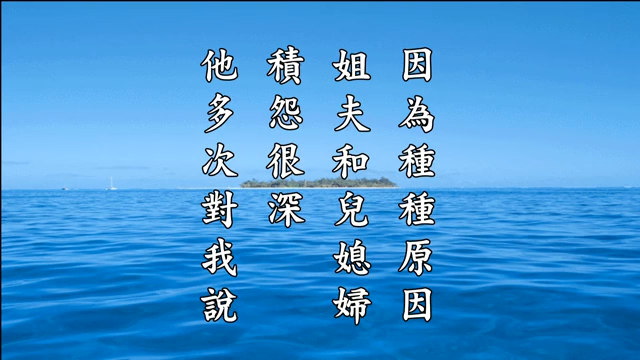 因為種種原因
姐夫和兒媳婦
積怨很深
他多次對我說